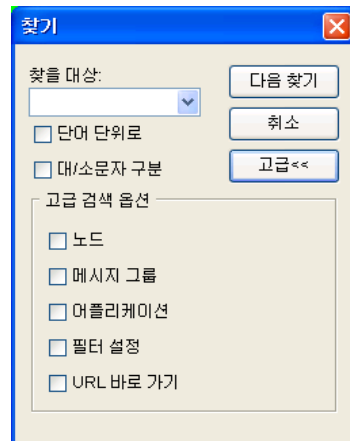 찾기
찾을 대상:
다음 찾기
단어 단위로
취소
대/소문자 구분
고급<<
고급 검색 옵션
노드
메시지 그룹
어플리케이션
필터 설정
URL 바로 가기